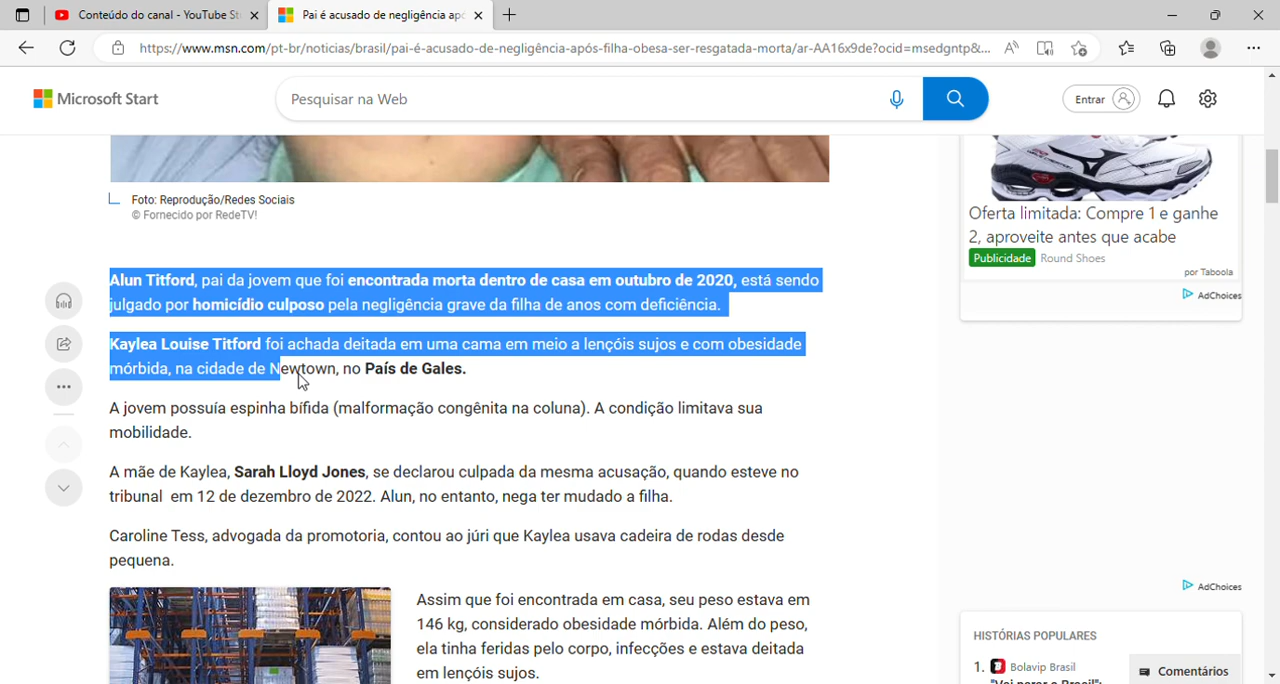 Conteúdo do canal - YouTube St
Pai é acusado de negligência apó
https://www.msn.com/pt-br/noticias/brasil/pai-é-acusado-de-negligência-após-filha-obesa-ser-resgatada-morta/ar-AA16x9de?ocid=msedgntp&...
Microsoft Start
Pesquisar na Web
Entrar
Foto: Reprodução/Redes Sociais
© Fornecido por RedeTV!
Oferta limitada: Compre 1 e ganhe
2, aproveite antes que acabe
Publicidade Round Shoes
por Taboola
AdChoices
Alun Titford, pai da jovem que foi encontrada morta dentro de casa em outubro de 2020, está sendo
julgado por homicídio culposo pela negligência grave da filha de anos com deficiência.
Kaylea Louise Titford foi achada deitada em uma cama em meio a lençóis sujos e com obesidade
mórbida, na cidade de Newtown, no País de Gales.
A jovem possuía espinha bífida (malformação congênita na coluna). A condição limitava sua
mobilidade.
A mãe de Kaylea, Sarah Lloyd Jones, se declarou culpada da mesma acusação, quando esteve no
tribunal em 12 de dezembro de 2022. Alun, no entanto, nega ter mudado a filha.
Caroline Tess, advogada da promotoria, contou ao júri que Kaylea usava cadeira de rodas desde
pequena.
Assim que foi encontrada em casa, seu peso estava em
146 kg, considerado obesidade mórbida. Além do peso,
ela tinha feridas pelo corpo, infecções e estava deitada
em lençóis sujos.
AdChoices
HISTÓRIAS POPULARES
1. Bolavip Brasil
Comentários